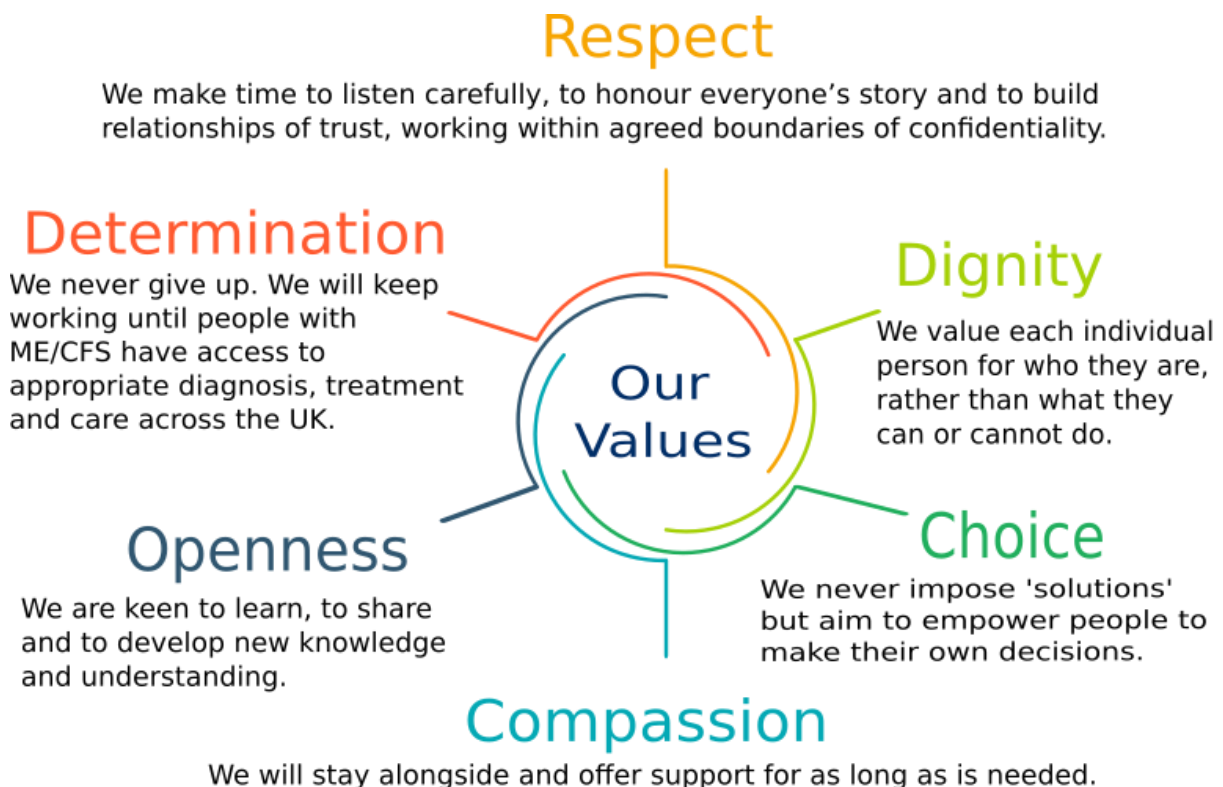 Respect
We make time to listen carefully, to honour everyone’s story and to build
relationships of trust, working within agreed boundaries of confidentiality.
Determination
We never give up. We will keep
working until people with
ME/CFS have access to
appropriate diagnosis, treatment
and care across the UK.
Dignity
We value each individual
person for who they are,
rather than what they
can or cannot do.
Our
Values
Openness
We are keen to learn, to share
and to develop new knowledge
and understanding.
Choice
We never impose 'solutions'
but aim to empower people to
make their own decisions.
Compassion
We will stay alongside and offer support for as long as is needed.